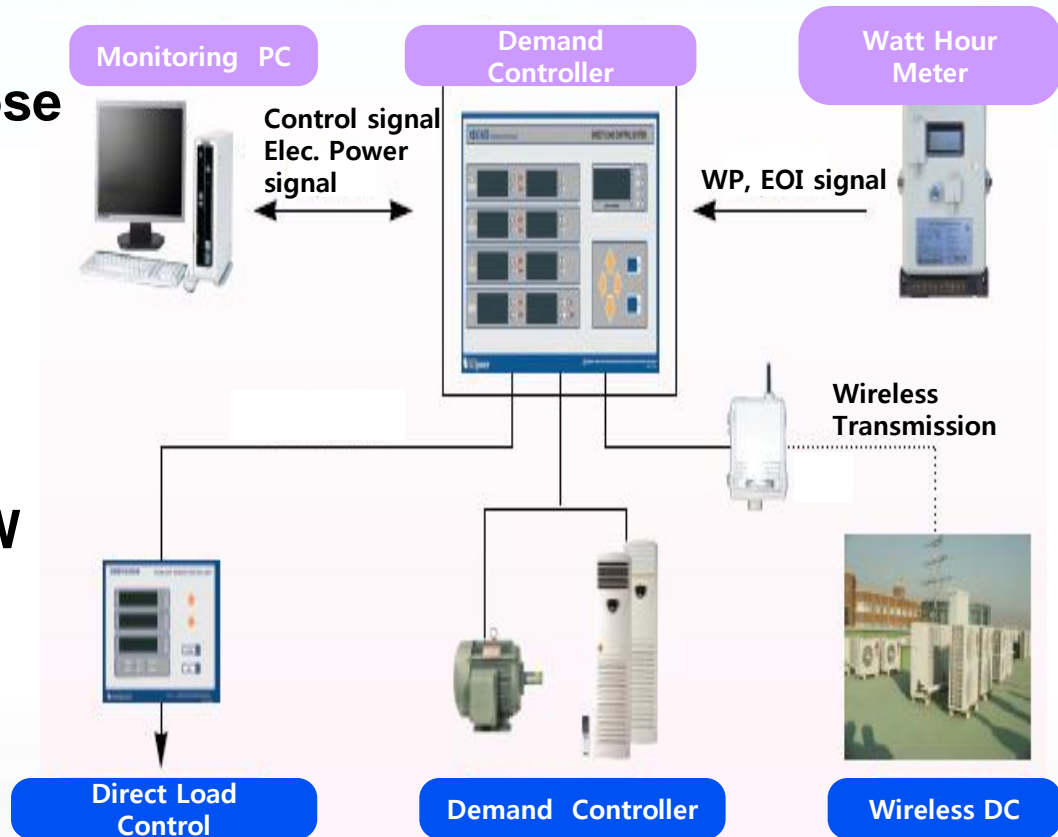 Monitoring PC
Demand
Controller
Watt Hour
Meter
ose
Control signal
Elec. Power
signal
WP, EOI signal
Wireless
Transmission
W
Direct Load
Control
Demand Controller
Wireless DC